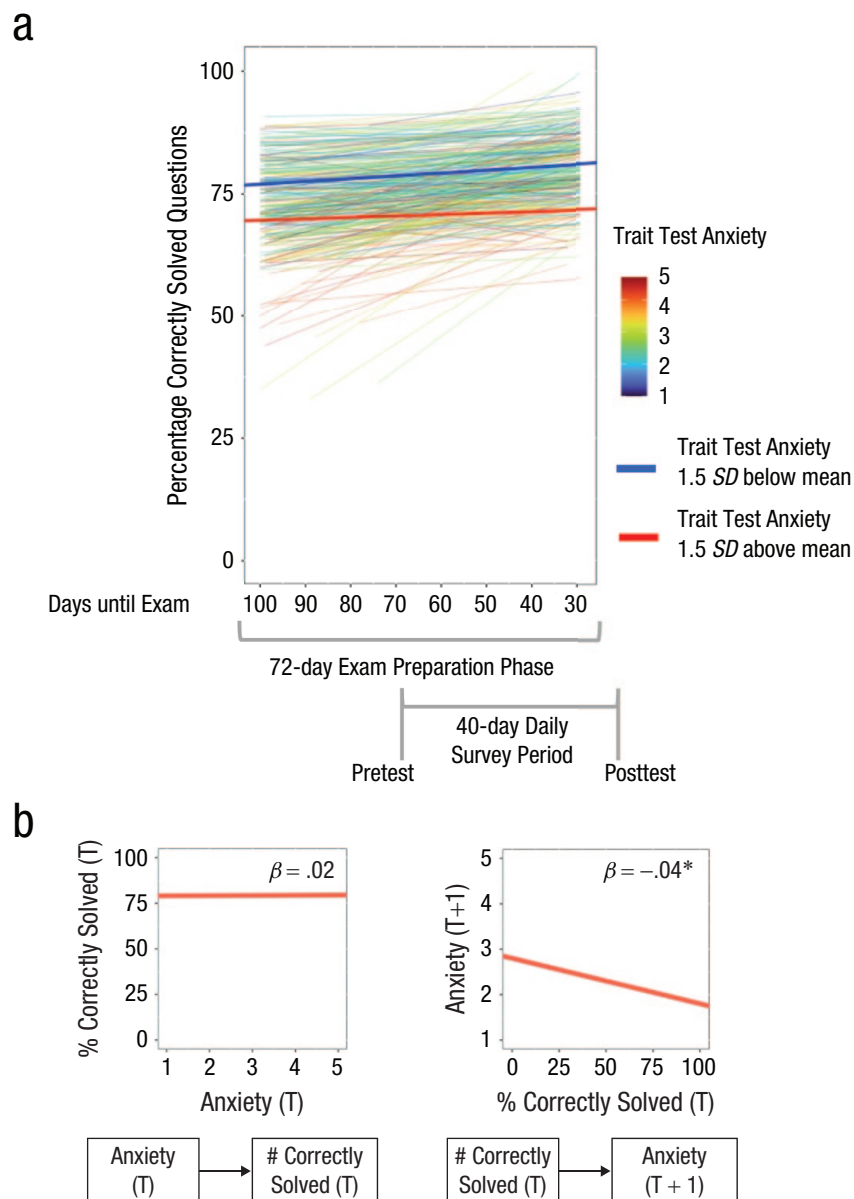 a
Percentage Correctly Solved Questions
100
75
50
25
0
Days until Exam
100 90 80 70 60 50 40 30
72-day Exam Preparation Phase
40-day Daily
Survey Period
Pretest
Posttest
Trait Test Anxiety
5
4
3
2
1
Trait Test Anxiety
1.5 SD below mean
Trait Test Anxiety
1.5 SD above mean
b
% Correctly Solved (T)
100
75
50
25
0
β = .02
1 2 3 4 5
Anxiety (T)
Anxiety
(T)
# Correctly
Solved (T)
Anxiety (T+1)
5
4
3
2
1
β = –.04*
0 25 50 75 100
% Correctly Solved (T)
# Correctly
Solved (T)
Anxiety
(T + 1)